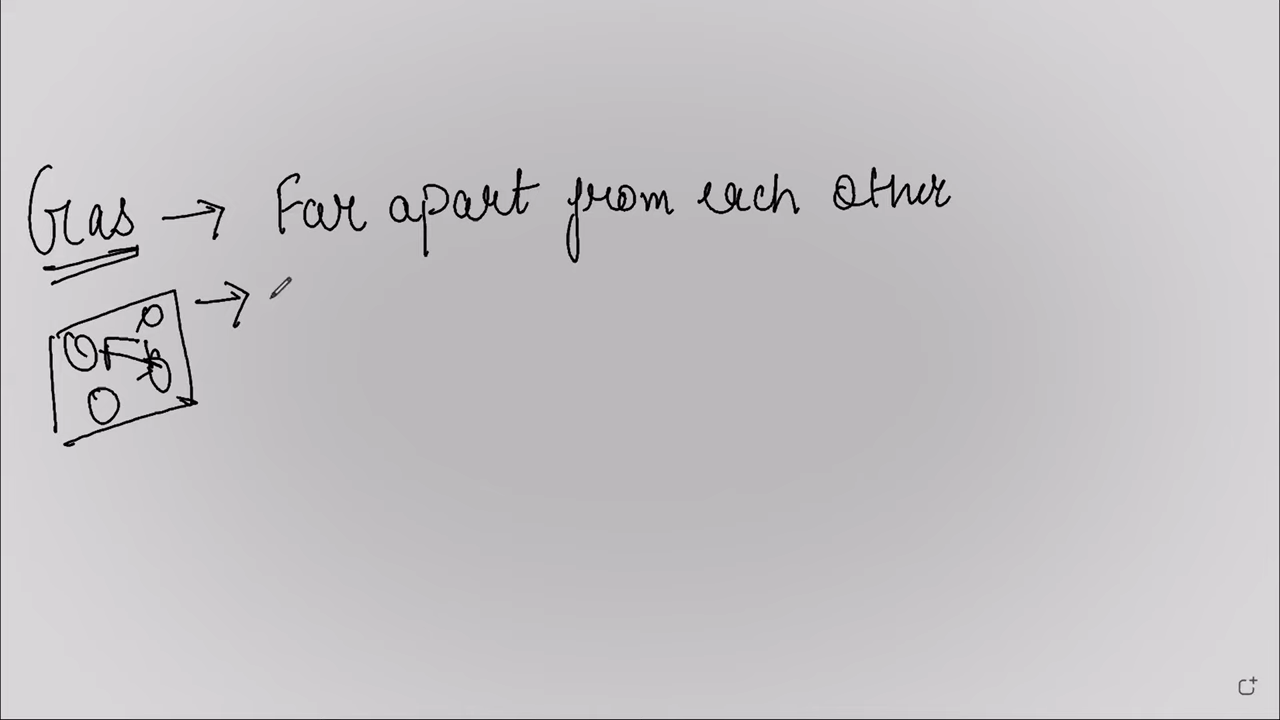 Gas → Far apart from each other
→